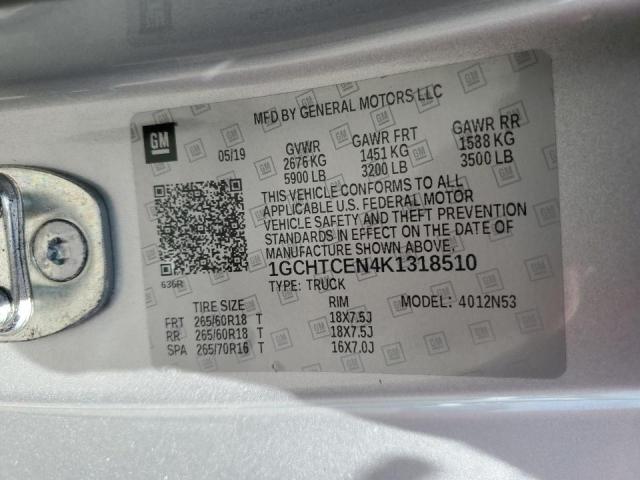 MFD BY GENERAL MOTORS LLC
GM
05/19
GVWR GAWR FRT GAWR RR
2676 KG 1451 KG 1588 KG
5900 LB 3200 LB 3500 LB
THIS VEHICLE CONFORMS TO ALL
APPLICABLE U.S. FEDERAL MOTOR
VEHICLE SAFETY AND THEFT PREVENTION
STANDARDS IN EFFECT ON THE DATE OF
MANUFACTURE SHOWN ABOVE.
1GCHTCEN4K1318510
636R
TYPE: TRUCK
MODEL: 4012N53
TIRE SIZE RIM
FRT 265/60R18 T 18X7.5J
RR 265/60R18 T 18X7.5J
SPA 265/70R16 T 16X7.0J